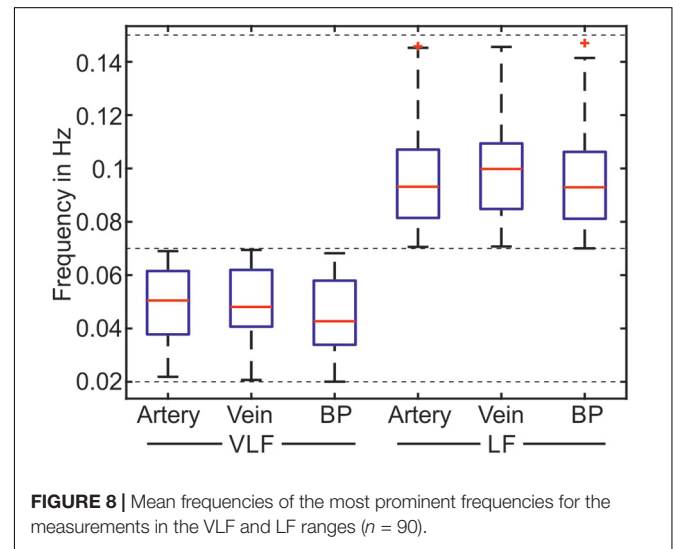 0.14
0.12
0.1
0.08
0.06
0.04
0.02
Frequency in Hz
Artery Vein BP Artery Vein BP
VLF LF
FIGURE 8 | Mean frequencies of the most prominent frequencies for the
measurements in the VLF and LF ranges (n = 90).